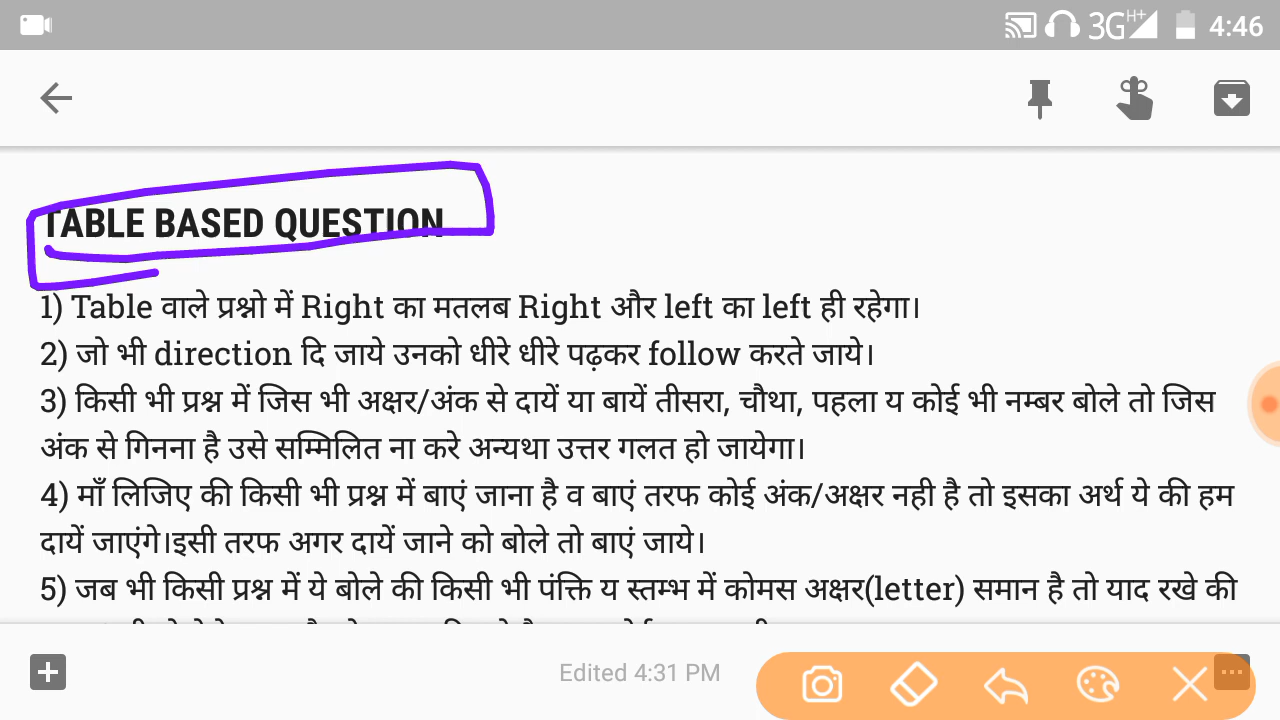 3G H+ 4:46
TABLE BASED QUESTION
1) Table वाले प्रश्नो में Right का मतलब Right और left का left ही रहेगा।
2) जो भी direction दि जाये उनको धीरे धीरे पढ़कर follow करते जाये।
3) किसी भी प्रश्न में जिस भी अक्षर/अंक से दायें या बायें तीसरा, चौथा, पहला य कोई भी नम्बर बोले तो जिस
अंक से गिनना है उसे सम्मिलित ना करे अन्यथा उत्तर गलत हो जायेगा।
4) माँ लिजिए की किसी भी प्रश्न में बाएं जाना है व बाएं तरफ कोई अंक/अक्षर नही है तो इसका अर्थ ये की हम
दायें जाएंगे।इसी तरफ अगर दायें जाने को बोले तो बाएं जाये।
5) जब भी किसी प्रश्न में ये बोले की किसी भी पंक्ति य स्तम्भ में कोमस अक्षर(letter) समान है तो याद रखे की
Edited 4:31 PM